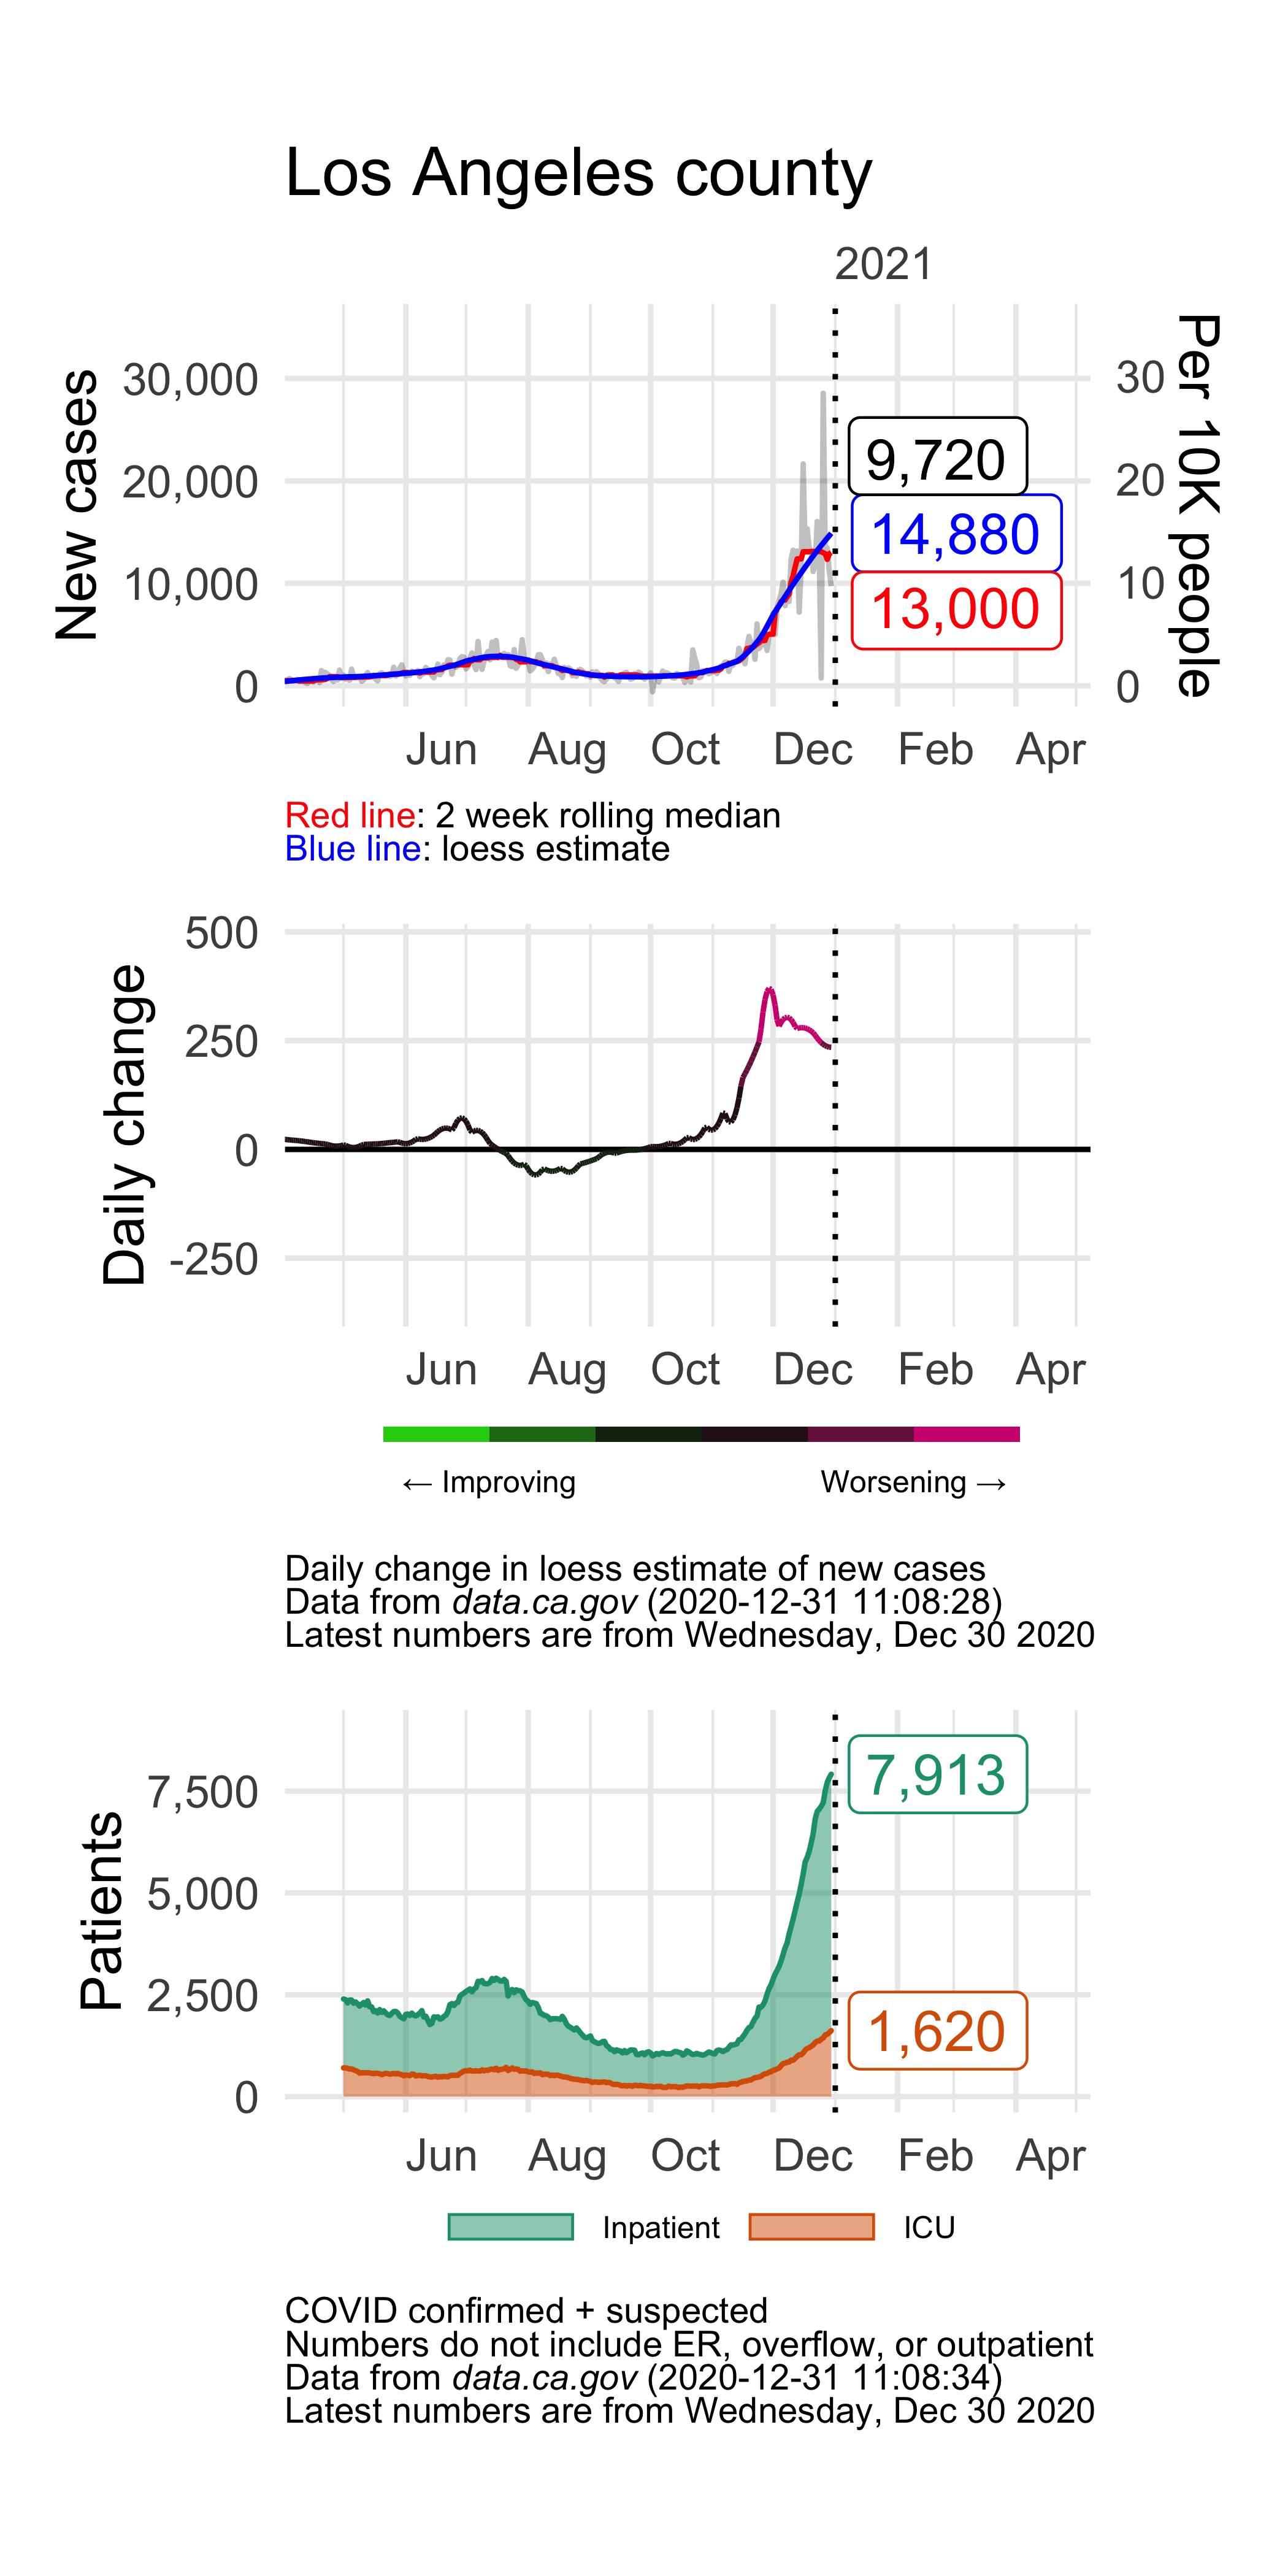 Los Angeles county
2021
New cases
30,000
20,000
10,000
0
30
20
10
0
Per 10K people
9,720
14,880
13,000
Jun Aug Oct Dec Feb Apr
Red line: 2 week rolling median
Blue line: loess estimate
Daily change
500
250
0
-250
Jun Aug Oct Dec Feb Apr
← Improving Worsening →
Daily change in loess estimate of new cases
Data from data.ca.gov (2020-12-31 11:08:28)
Latest numbers are from Wednesday, Dec 30 2020
Patients
7,500
5,000
2,500
0
7,913
1,620
Jun Aug Oct Dec Feb Apr
Inpatient ICU
COVID confirmed + suspected
Numbers do not include ER, overflow, or outpatient
Data from data.ca.gov (2020-12-31 11:08:34)
Latest numbers are from Wednesday, Dec 30 2020